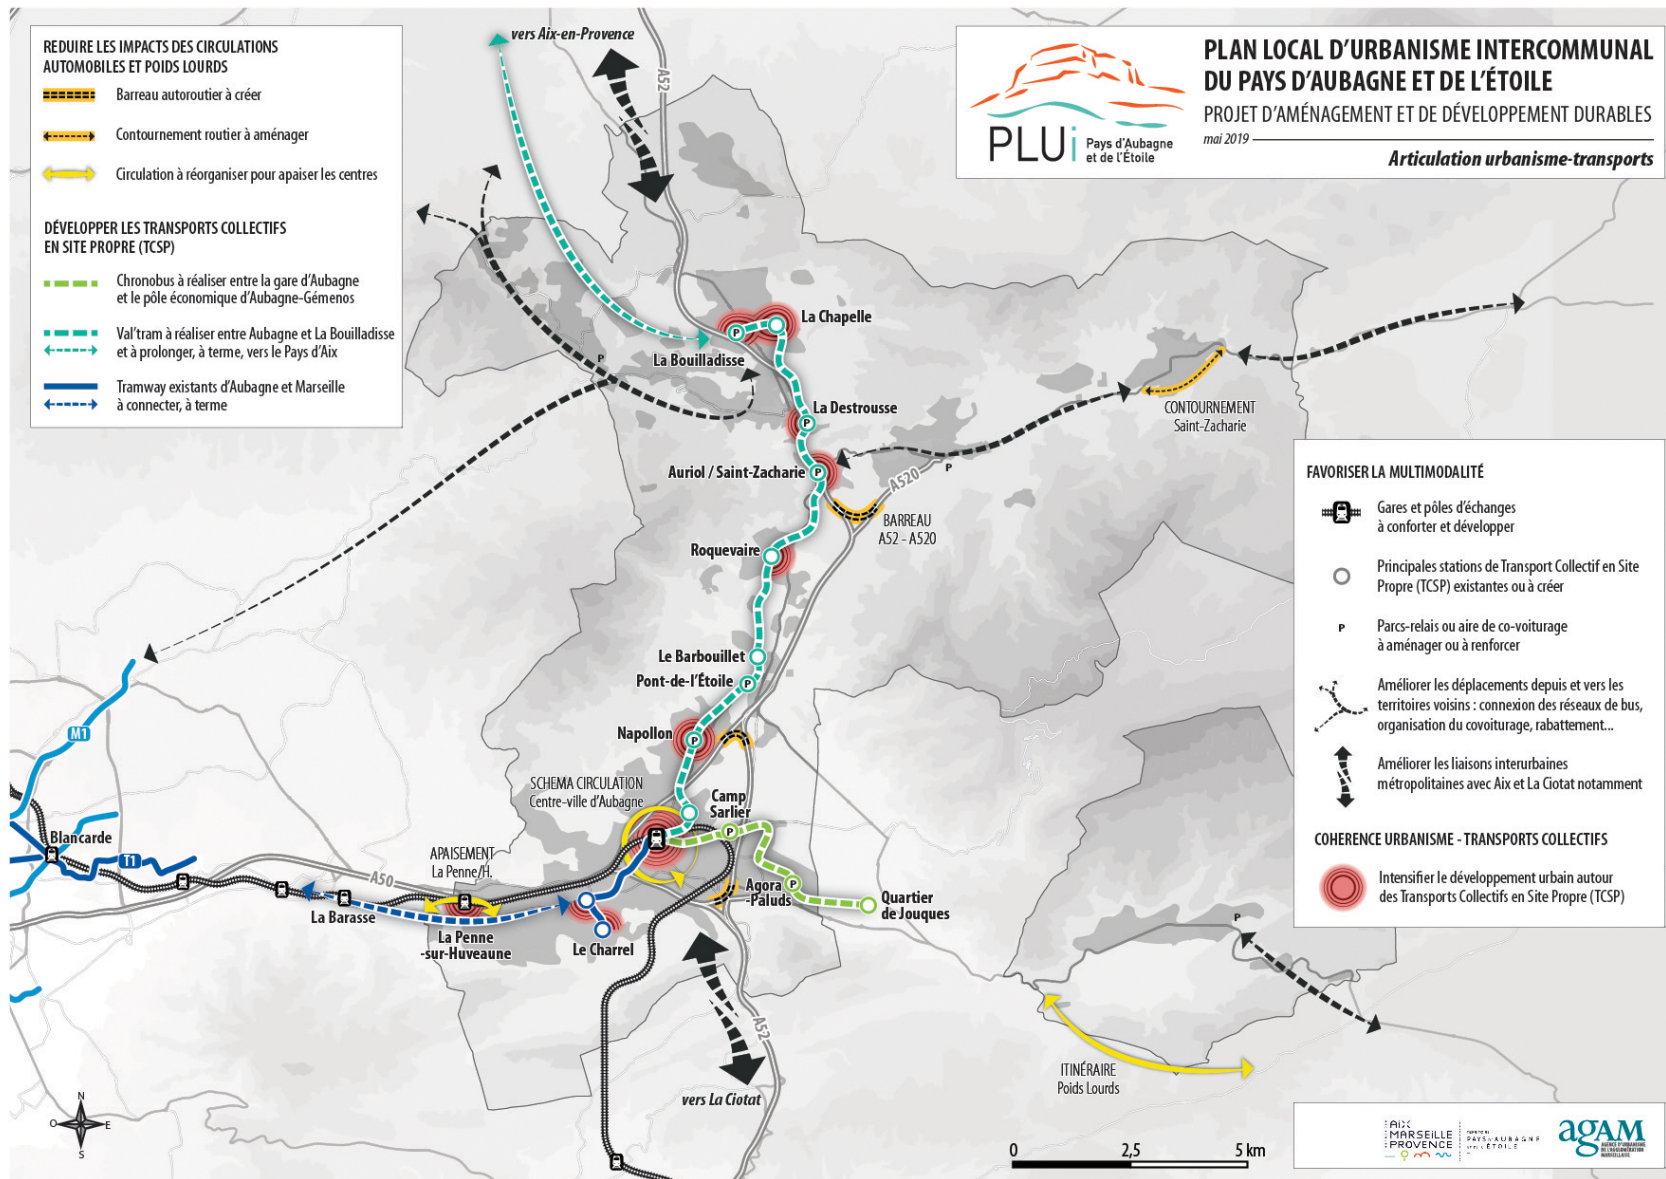 REDUIRE LES IMPACTS DES CIRCULATIONS
AUTOMOBILES ET POIDS LOURDS
Barreau autoroutier à créer
Contournement routier à aménager
Circulation à réorganiser pour apaiser les centres
DÉVELOPPER LES TRANSPORTS COLLECTIFS
EN SITE PROPRE (TCSP)
Chronobus à réaliser entre la gare d'Aubagne
et le pôle économique d'Aubagne-Gémenos
Val'tram à réaliser entre Aubagne et La Bouilladisse
et à prolonger, à terme, vers le Pays d'Aix
Tramway existants d'Aubagne et Marseille
à connecter, à terme
PLAN LOCAL D'URBANISME INTERCOMMUNAL
DU PAYS D'AUBAGNE ET DE L'ÉTOILE
PROJET D'AMÉNAGEMENT ET DE DÉVELOPPEMENT DURABLES
mai 2019
Articulation urbanisme-transports
PLUi Pays d'Aubagne
et de l'Étoile
vers Aix-en-Provence
A52
La Chapelle
P
La Bouilladisse
P
La Destrousse
P
CONTOURNEMENT
Saint-Zacharie
Auriol / Saint-Zacharie
P
P
A520
BARREAU
A52 - A520
Roquevaire
Le Barbouillet
Pont-de-l'Étoile
P
Napollon
P
SCHEMA CIRCULATION
Centre-ville d'Aubagne
Camp
Sarlier
P
M1
Blancarde
T1
A50
APAISEMENT
La Penne/H.
La Barasse
La Penne
-sur-Huveaune
Le Charrel
Agora
-Paluds
P
Quartier
de Jouques
P
A52
vers La Ciotat
ITINÉRAIRE
Poids Lourds
FAVORISER LA MULTIMODALITÉ
Gares et pôles d'échanges
à conforter et développer
Principales stations de Transport Collectif en Site
Propre (TCSP) existantes ou à créer
P
Parcs-relais ou aire de co-voiturage
à aménager ou à renforcer
Améliorer les déplacements depuis et vers les
territoires voisins : connexion des réseaux de bus,
organisation du covoiturage, rabattement...
Améliorer les liaisons interurbaines
métropolitaines avec Aix et La Ciotat notamment
COHERENCE URBANISME - TRANSPORTS COLLECTIFS
Intensifier le développement urbain autour
des Transports Collectifs en Site Propre (TCSP)
N
O
E
S
0
2,5
5 km
AIX
MARSEILLE
PROVENCE
PAYS D'AUBAGNE
L'ÉTOILE
agAM
AGENCE D'URBANISME
DE L'AGGLOMÉRATION
MARSEILLAISE